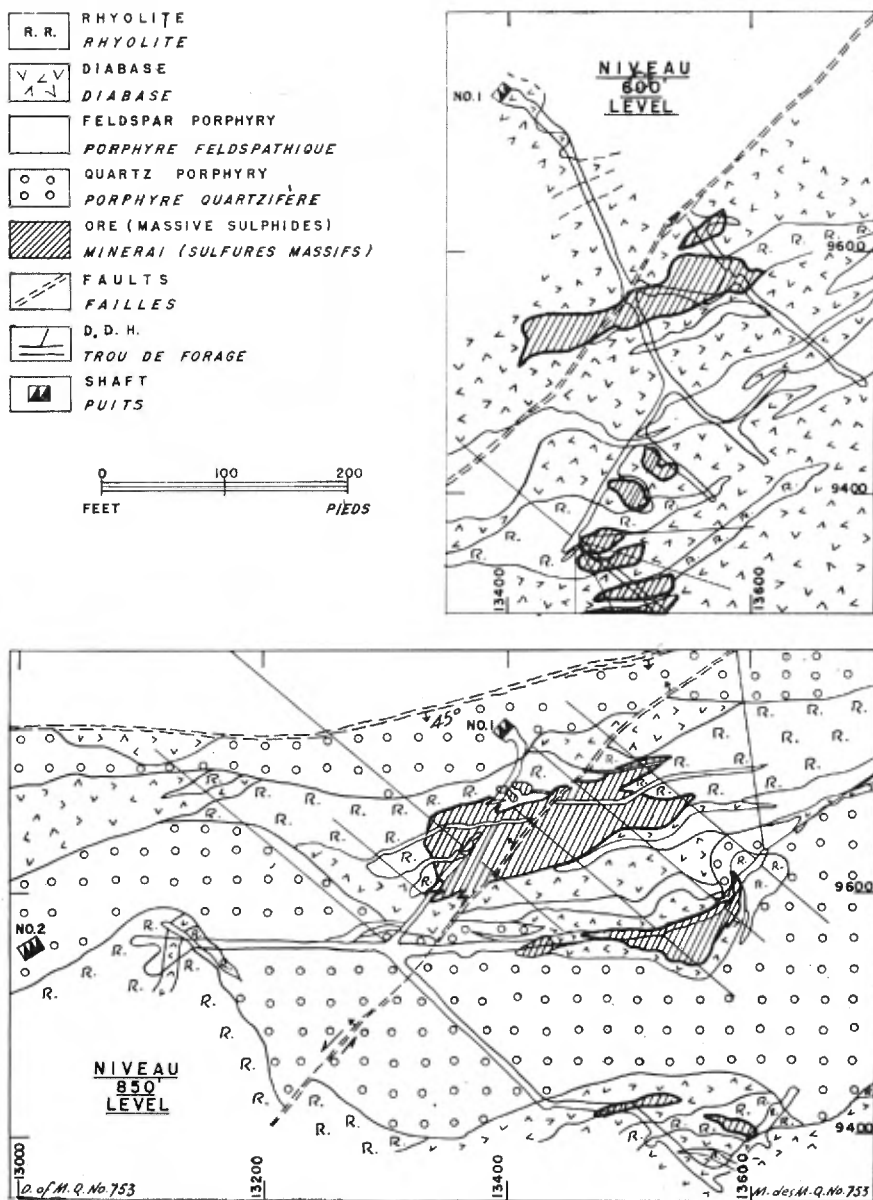 R. R.
RHYOLITE
RHYOLITE
DIABASE
DIABASE
FELDSPAR PORPHYRY
PORPHYRE FELDSPATHIQUE
QUARTZ PORPHYRY
PORPHYRE QUARTZIFÈRE
ORE (MASSIVE SULPHIDES)
MINERAI (SULFURES MASSIFS)
FAULTS
FAILLES
D.D.H.
TROU DE FORAGE
SHAFT
PUITS
0 100 200
FEET PIEDS
NIVEAU
600'
LEVEL
NO.1
R. R. R. R.
9600
R.
R.
9400
R. R.
R. R. R.
R. R.
R.
13400
13600
45°
NO.1
R. R. R. R.
R. R. R. R.
R. R. R. R.
R. R. R.
R. R.
9600
NO.2
R. R. R.
R. R. R.
R.
NIVEAU
850'
LEVEL
R. R. R.
R. R. R.
9400
13000
13200
13400
13600
D. of M.Q. No. 753
M. des M.Q. No. 753